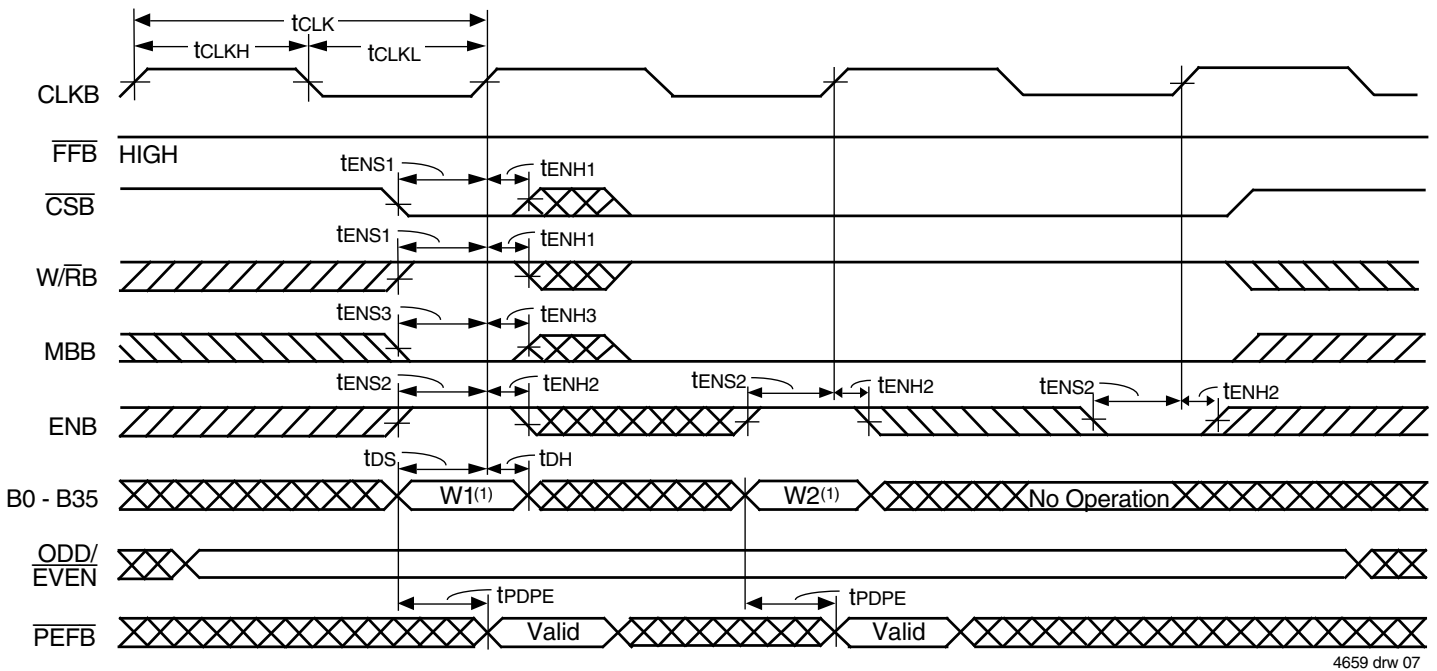 tCLK
tCLKH tCLKL
CLKB
FFB HIGH
tENS1 tENH1
CSB
tENS1 tENH1
W/RB
tENS3 tENH3
MBB
tENS2 tENH2 tENS2 tENH2 tENS2 tENH2
ENB
tDS tDH
B0 - B35 W1(1) W2(1) No Operation
ODD/
EVEN
tPDPE tPDPE
PEFB Valid Valid
4659 drw 07